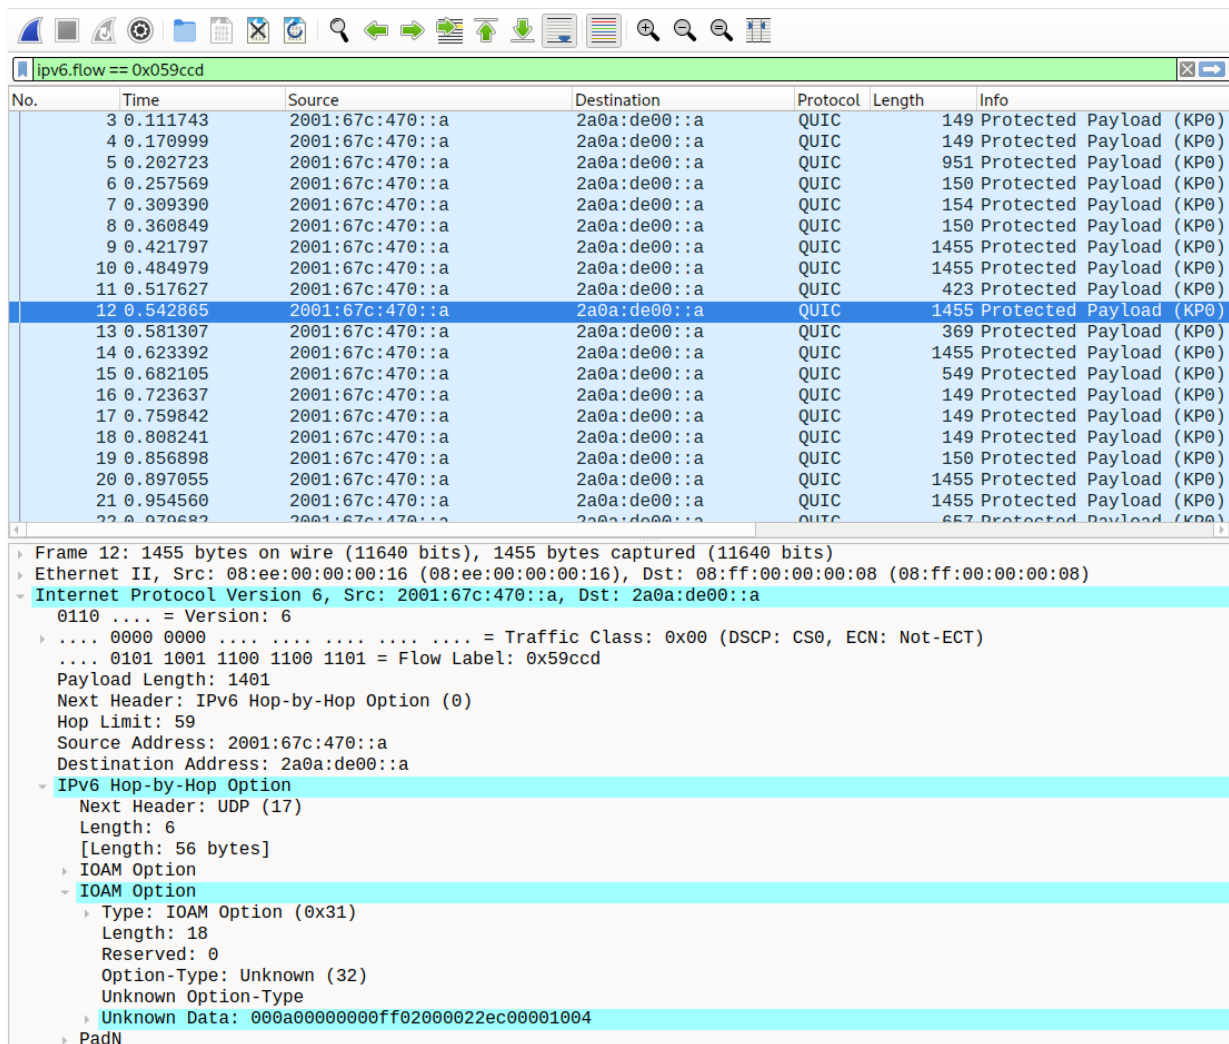 ipv6.flow == 0x059ccd
No. Time Source Destination Protocol Length Info
3 0.111743 2001:67c:470::a 2a0a:de00::a QUIC 149 Protected Payload (KP0)
4 0.170999 2001:67c:470::a 2a0a:de00::a QUIC 149 Protected Payload (KP0)
5 0.202723 2001:67c:470::a 2a0a:de00::a QUIC 951 Protected Payload (KP0)
6 0.257569 2001:67c:470::a 2a0a:de00::a QUIC 150 Protected Payload (KP0)
7 0.309390 2001:67c:470::a 2a0a:de00::a QUIC 154 Protected Payload (KP0)
8 0.360849 2001:67c:470::a 2a0a:de00::a QUIC 150 Protected Payload (KP0)
9 0.421797 2001:67c:470::a 2a0a:de00::a QUIC 1455 Protected Payload (KP0)
10 0.484979 2001:67c:470::a 2a0a:de00::a QUIC 1455 Protected Payload (KP0)
11 0.517627 2001:67c:470::a 2a0a:de00::a QUIC 423 Protected Payload (KP0)
12 0.542865 2001:67c:470::a 2a0a:de00::a QUIC 1455 Protected Payload (KP0)
13 0.581307 2001:67c:470::a 2a0a:de00::a QUIC 369 Protected Payload (KP0)
14 0.623392 2001:67c:470::a 2a0a:de00::a QUIC 1455 Protected Payload (KP0)
15 0.682105 2001:67c:470::a 2a0a:de00::a QUIC 549 Protected Payload (KP0)
16 0.723637 2001:67c:470::a 2a0a:de00::a QUIC 149 Protected Payload (KP0)
17 0.759842 2001:67c:470::a 2a0a:de00::a QUIC 149 Protected Payload (KP0)
18 0.808241 2001:67c:470::a 2a0a:de00::a QUIC 149 Protected Payload (KP0)
19 0.856898 2001:67c:470::a 2a0a:de00::a QUIC 150 Protected Payload (KP0)
20 0.897055 2001:67c:470::a 2a0a:de00::a QUIC 1455 Protected Payload (KP0)
21 0.954560 2001:67c:470::a 2a0a:de00::a QUIC 1455 Protected Payload (KP0)
22 0.979682 2001:67c:470::a 2a0a:de00::a QUIC 657 Protected Payload (KP0)
Frame 12: 1455 bytes on wire (11640 bits), 1455 bytes captured (11640 bits)
Ethernet II, Src: 08:ee:00:00:00:16 (08:ee:00:00:00:16), Dst: 08:ff:00:00:00:08 (08:ff:00:00:00:08)
Internet Protocol Version 6, Src: 2001:67c:470::a, Dst: 2a0a:de00::a
0110 .... = Version: 6
.... 0000 0000 .... .... .... .... .... = Traffic Class: 0x00 (DSCP: CS0, ECN: Not-ECT)
.... 0101 1001 1100 1100 1101 = Flow Label: 0x59ccd
Payload Length: 1401
Next Header: IPv6 Hop-by-Hop Option (0)
Hop Limit: 59
Source Address: 2001:67c:470::a
Destination Address: 2a0a:de00::a
IPv6 Hop-by-Hop Option
Next Header: UDP (17)
Length: 6
[Length: 56 bytes]
IOAM Option
IOAM Option
Type: IOAM Option (0x31)
Length: 18
Reserved: 0
Option-Type: Unknown (32)
Unknown Option-Type
Unknown Data: 000a00000000ff02000022ec00001004
PadN